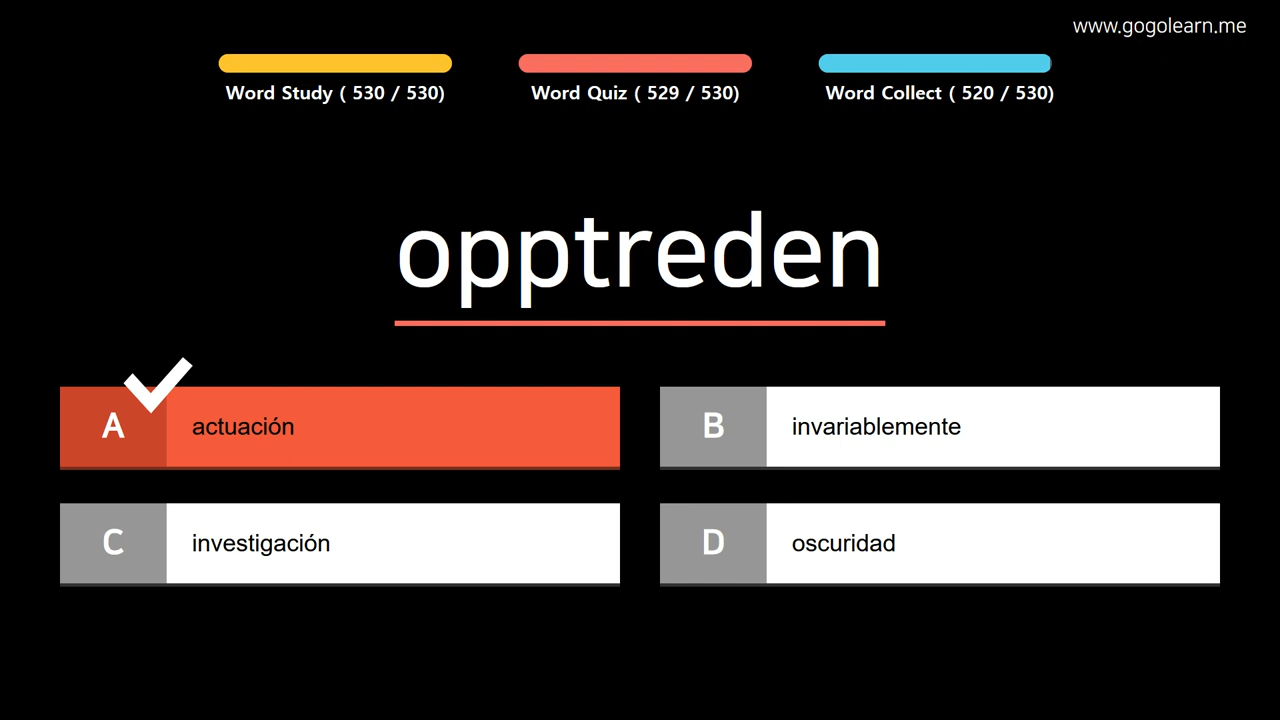 www.gogolearn.me
Word Study ( 530 / 530)
Word Quiz ( 529 / 530)
Word Collect ( 520 / 530)
opptreden
A actuación
B invariablemente
C investigación
D oscuridad